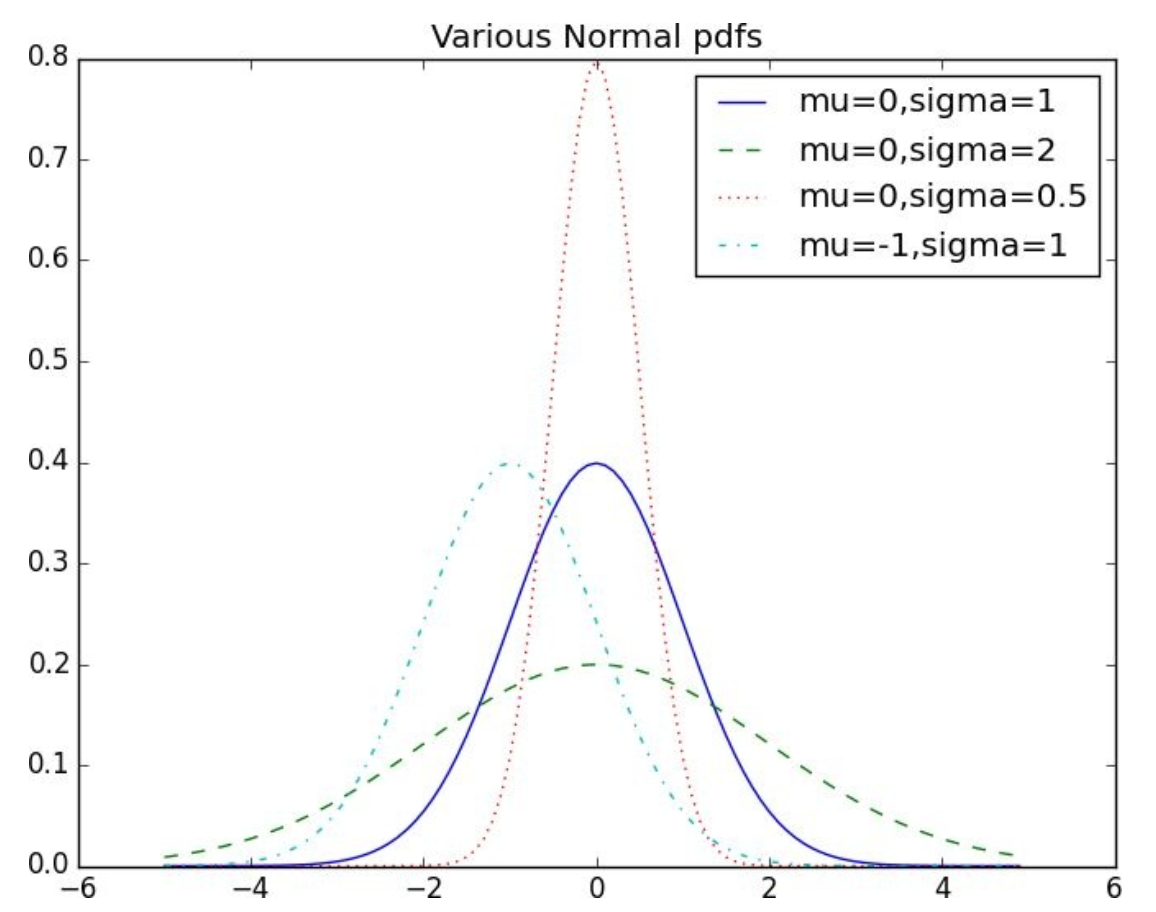 Various Normal pdfs
0.8
0.7
0.6
0.5
0.4
0.3
0.2
0.1
0.0
mu=0,sigma=1
mu=0,sigma=2
mu=0,sigma=0.5
mu=-1,sigma=1
−6 −4 −2 0 2 4 6